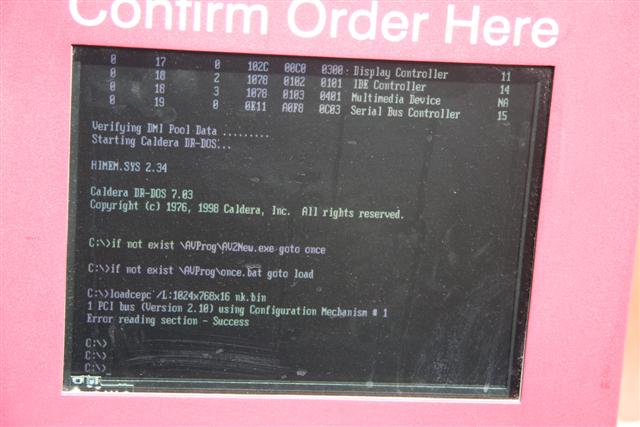 Confirm Order Here
0 17 0 102C 00C0 0300 Display Controller 11
0 18 2 1078 0102 0101 IDE Controller 14
0 18 3 1078 0103 0401 Multimedia Device NA
0 19 0 0E11 A0F8 0C03 Serial Bus Controller 15
Verifying DMI Pool Data .........
Starting Caldera DR-DOS...
HIMEM.SYS 2.34
Caldera DR-DOS 7.03
Copyright (c) 1976, 1998 Caldera, Inc. All rights reserved.
C:\>if not exist \AVProg\AV2New.exe goto once
C:\>if not exist \AVProg\once.bat goto load
C:\>loadcepc /L:1024x768x16 nk.bin
1 PCI bus (Version 2.10) using Configuration Mechanism # 1
Error reading section - Success
C:\>
C:\>
C:\>_